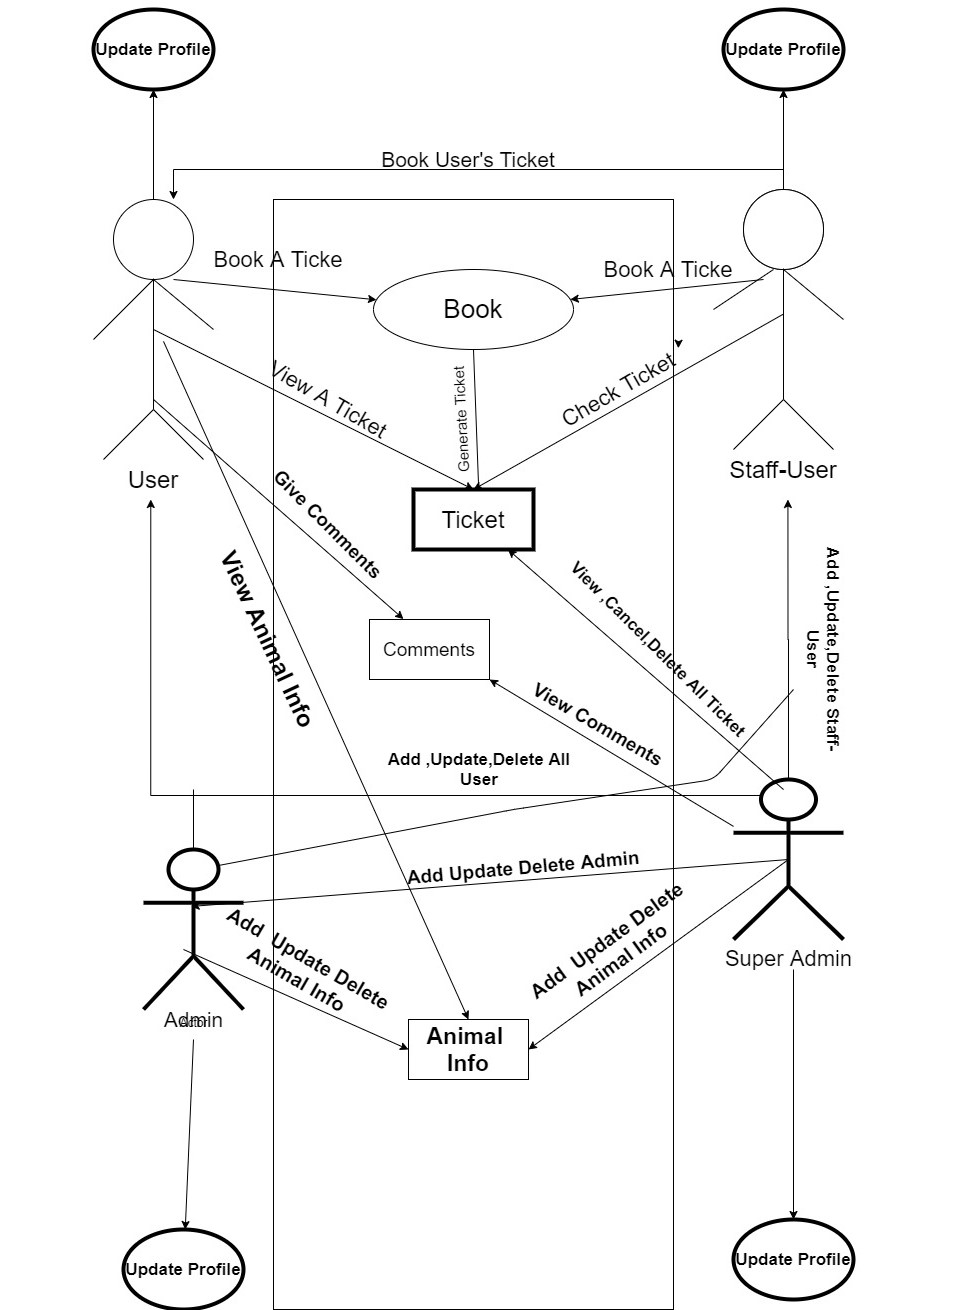 Update Profile
Update Profile
Book User's Ticket
Book A Ticke
Book A Ticke
Book
View A Ticket
Generate Ticket
Check Ticket
User
Staff-User
Ticket
Give Comments
View Animal Info
View ,Cancel,Delete All Ticket
Add ,Update,Delete Staff-
User
Comments
View Comments
Add ,Update,Delete All
User
Add Update Delete Admin
Add Update Delete
Animal Info
Add Update Delete
Animal Info
Super Admin
Admin
Actor
Animal
Info
Update Profile
Update Profile